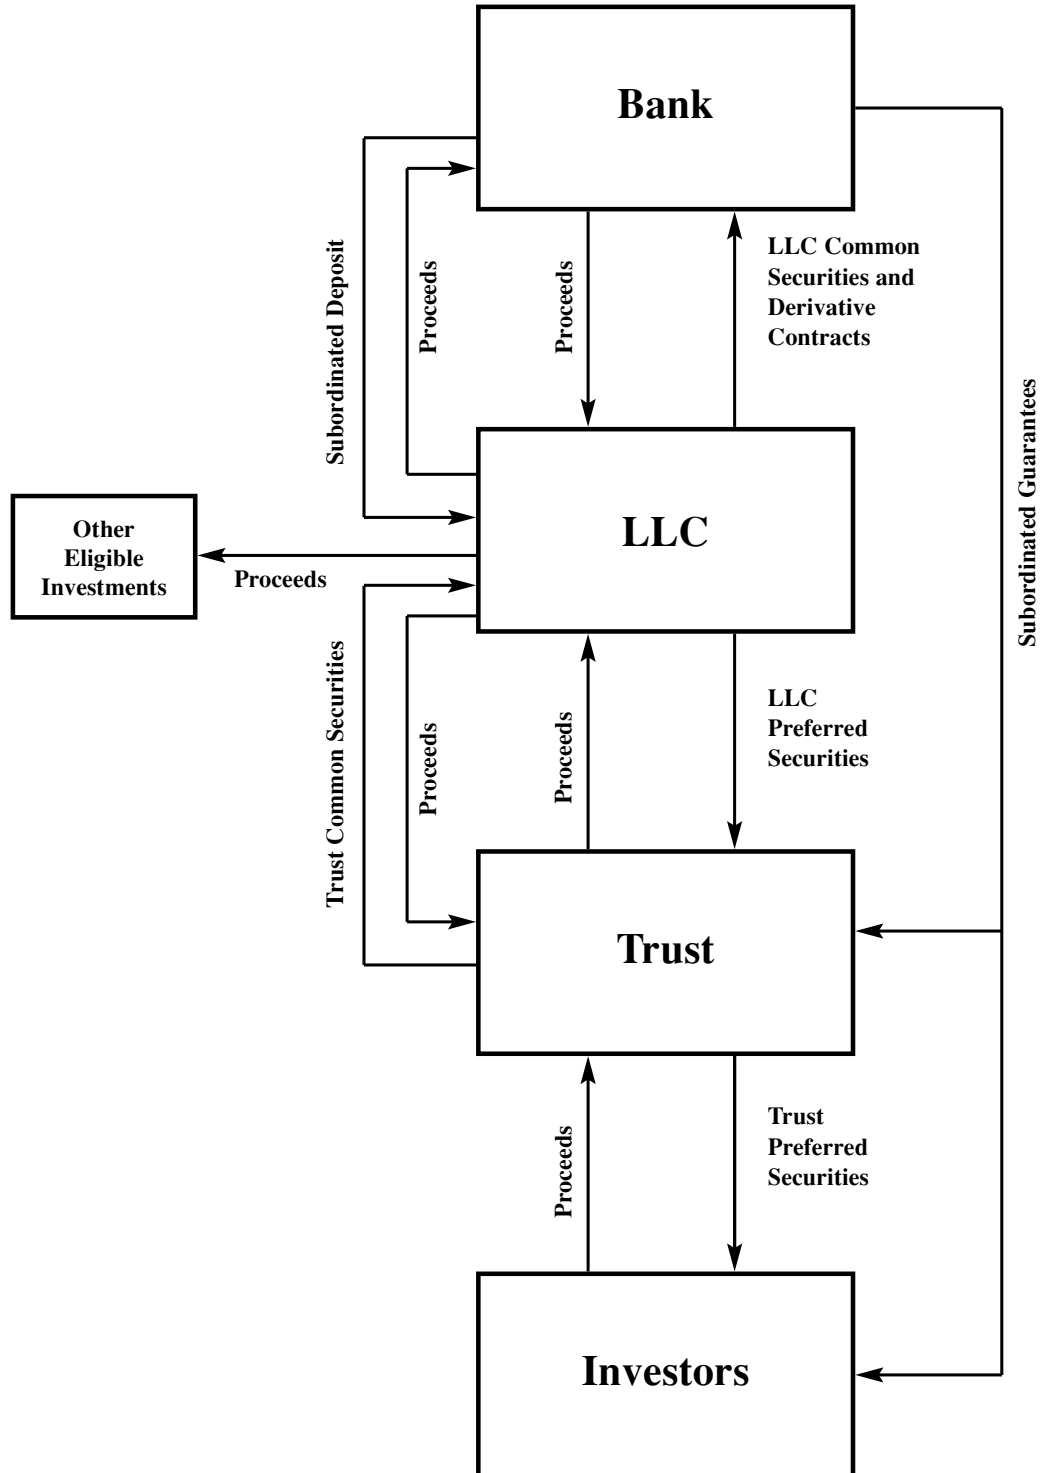 Bank
Subordinated Deposit
Proceeds
Proceeds
LLC Common
Securities and
Derivative
Contracts
Subordinated Guarantees
LLC
Other
Eligible
Investments
Proceeds
Trust Common Securities
Proceeds
Proceeds
LLC
Preferred
Securities
Trust
Proceeds
Trust
Preferred
Securities
Investors